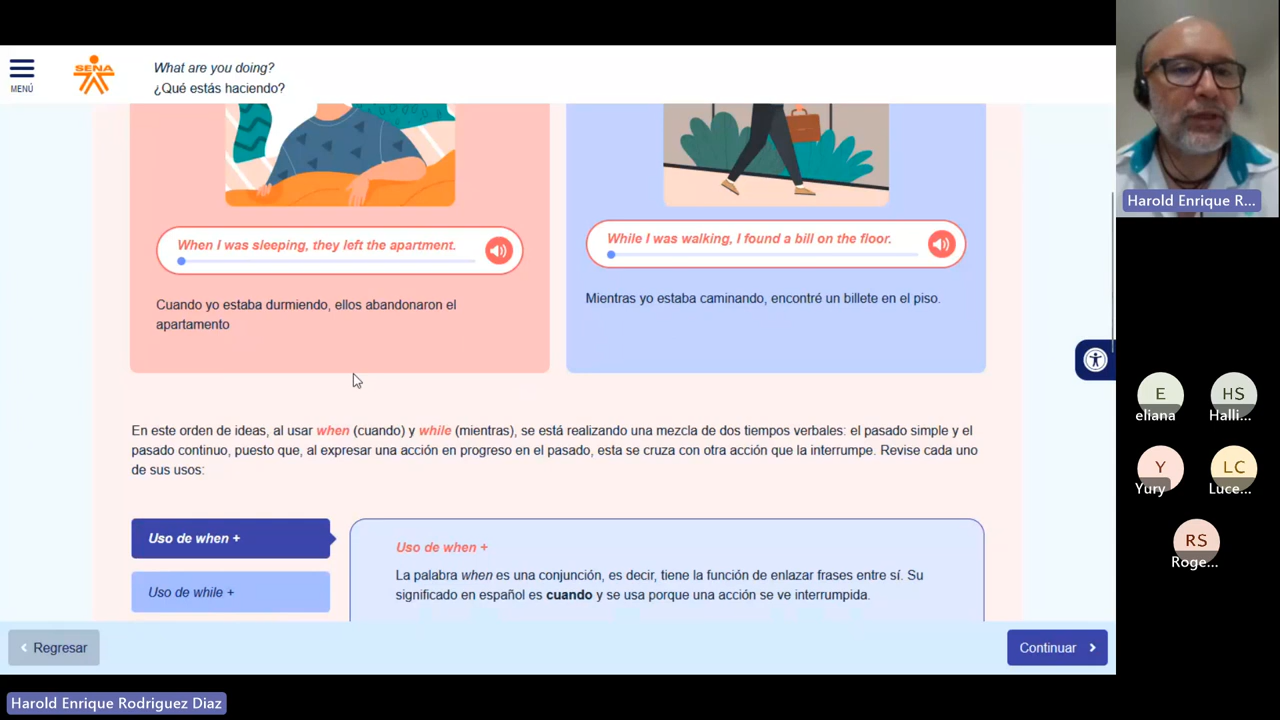 MENÚ
SENA
What are you doing?
¿Qué estás haciendo?
Harold Enrique R...
When I was sleeping, they left the apartment.
While I was walking, I found a bill on the floor.
Cuando yo estaba durmiendo, ellos abandonaron el
apartamento
Mientras yo estaba caminando, encontré un billete en el piso.
En este orden de ideas, al usar when (cuando) y while (mientras), se está realizando una mezcla de dos tiempos verbales: el pasado simple y el
pasado continuo, puesto que, al expresar una acción en progreso en el pasado, esta se cruza con otra acción que la interrumpe. Revise cada uno
de sus usos:
Uso de when +
Uso de while +
Uso de when +
La palabra when es una conjunción, es decir, tiene la función de enlazar frases entre sí. Su
significado en español es cuando y se usa porque una acción se ve interrumpida.
Regresar
Continuar
E
eliana
HS
Halli...
Y
Yury
LC
Luce...
RS
Roge...
Harold Enrique Rodriguez Diaz